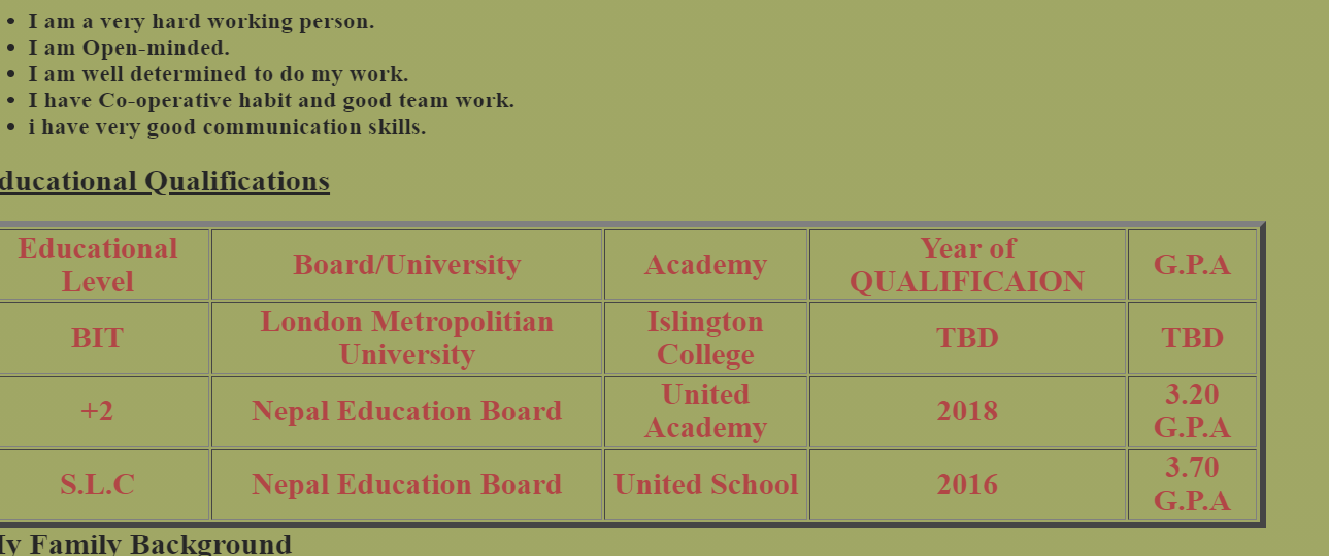 • I am a very hard working person.
• I am Open-minded.
• I am well determined to do my work.
• I have Co-operative habit and good team work.
• i have very good communication skills.
ducational Qualifications
Educational Level Board/University Academy Year of QUALIFICAION G.P.A
BIT London Metropolitian University Islington College TBD TBD
+2 Nepal Education Board United Academy 2018 3.20 G.P.A
S.L.C Nepal Education Board United School 2016 3.70 G.P.A
My Family Background